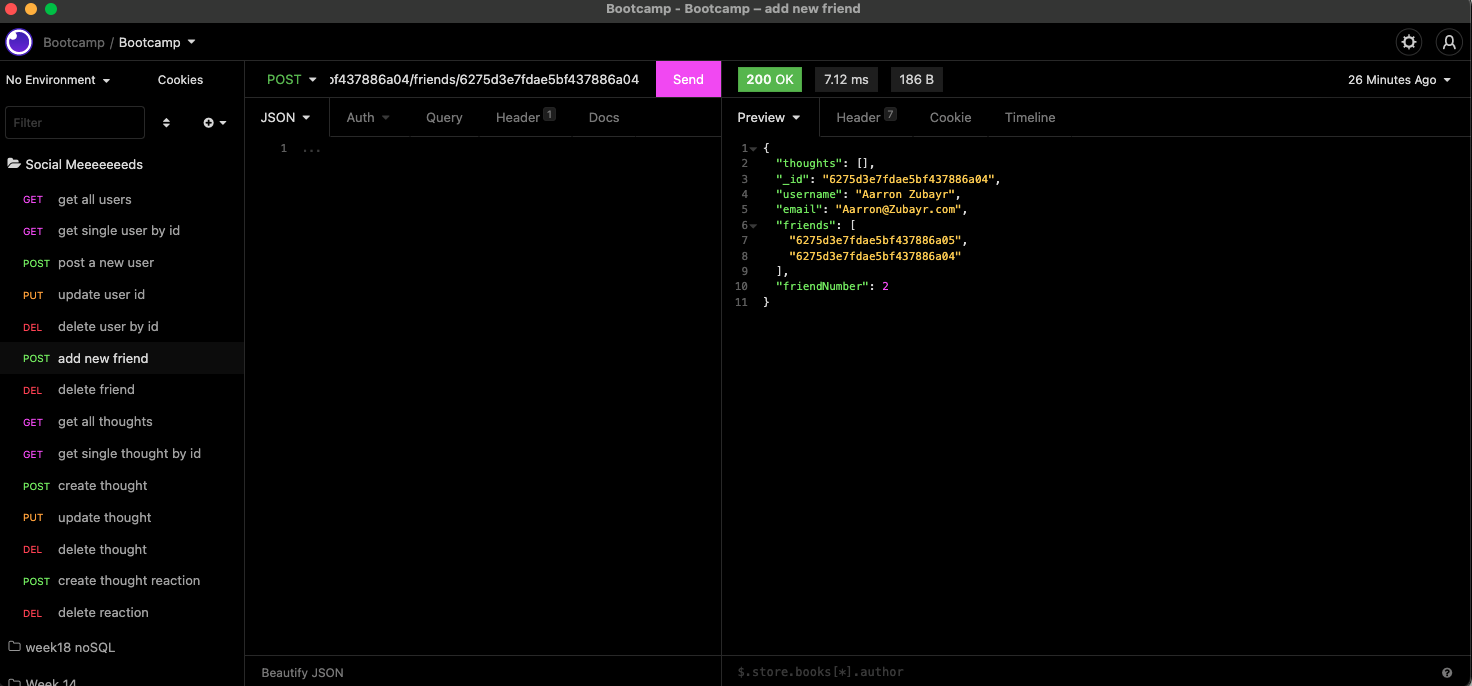 Bootcamp - Bootcamp – add new friend
Bootcamp / Bootcamp
No Environment
Cookies
Filter
Social Meeeeeeeds
GET get all users
GET get single user by id
POST post a new user
PUT update user id
DEL delete user by id
POST add new friend
DEL delete friend
GET get all thoughts
GET get single thought by id
POST create thought
PUT update thought
DEL delete thought
POST create thought reaction
DEL delete reaction
week18 noSQL
Week 14
POST
bf437886a04/friends/6275d3e7fdae5bf437886a04
Send
JSON Auth Query Header 1 Docs
1 ...
Beautify JSON
200 OK 7.12 ms 186 B 26 Minutes Ago
Preview Header 7 Cookie Timeline
1 {
2 "thoughts": [],
3 "_id": "6275d3e7fdae5bf437886a04",
4 "username": "Aarron Zubayr",
5 "email": "Aarron@Zubayr.com",
6 "friends": [
7 "6275d3e7fdae5bf437886a05",
8 "6275d3e7fdae5bf437886a04"
9 ],
10 "friendNumber": 2
11 }
$.store.books[*].author